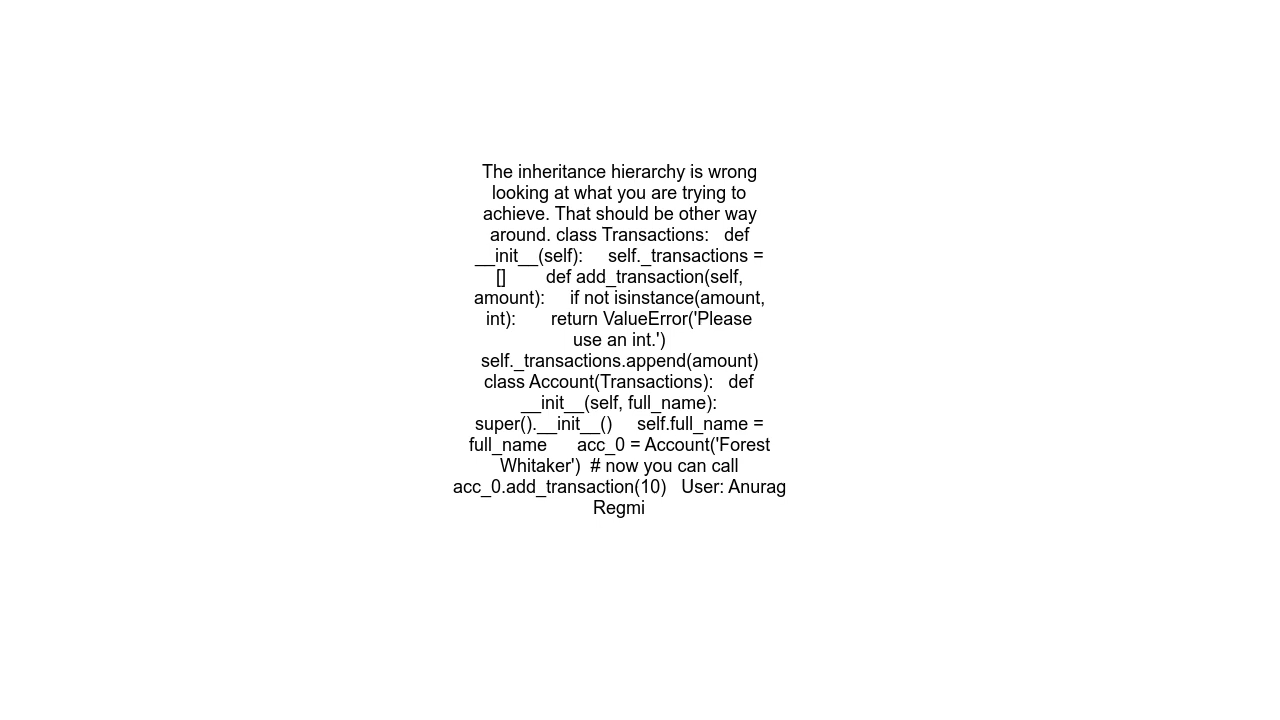 The inheritance hierarchy is wrong
looking at what you are trying to
achieve. That should be other way
around. class Transactions:   def
__init__(self):     self._transactions =
[]        def add_transaction(self,
amount):     if not isinstance(amount,
int):       return ValueError('Please
use an int.')
self._transactions.append(amount)
class Account(Transactions):   def
__init__(self, full_name):
super().__init__()     self.full_name =
full_name      acc_0 = Account('Forest
Whitaker')  # now you can call
acc_0.add_transaction(10)   User: Anurag
Regmi